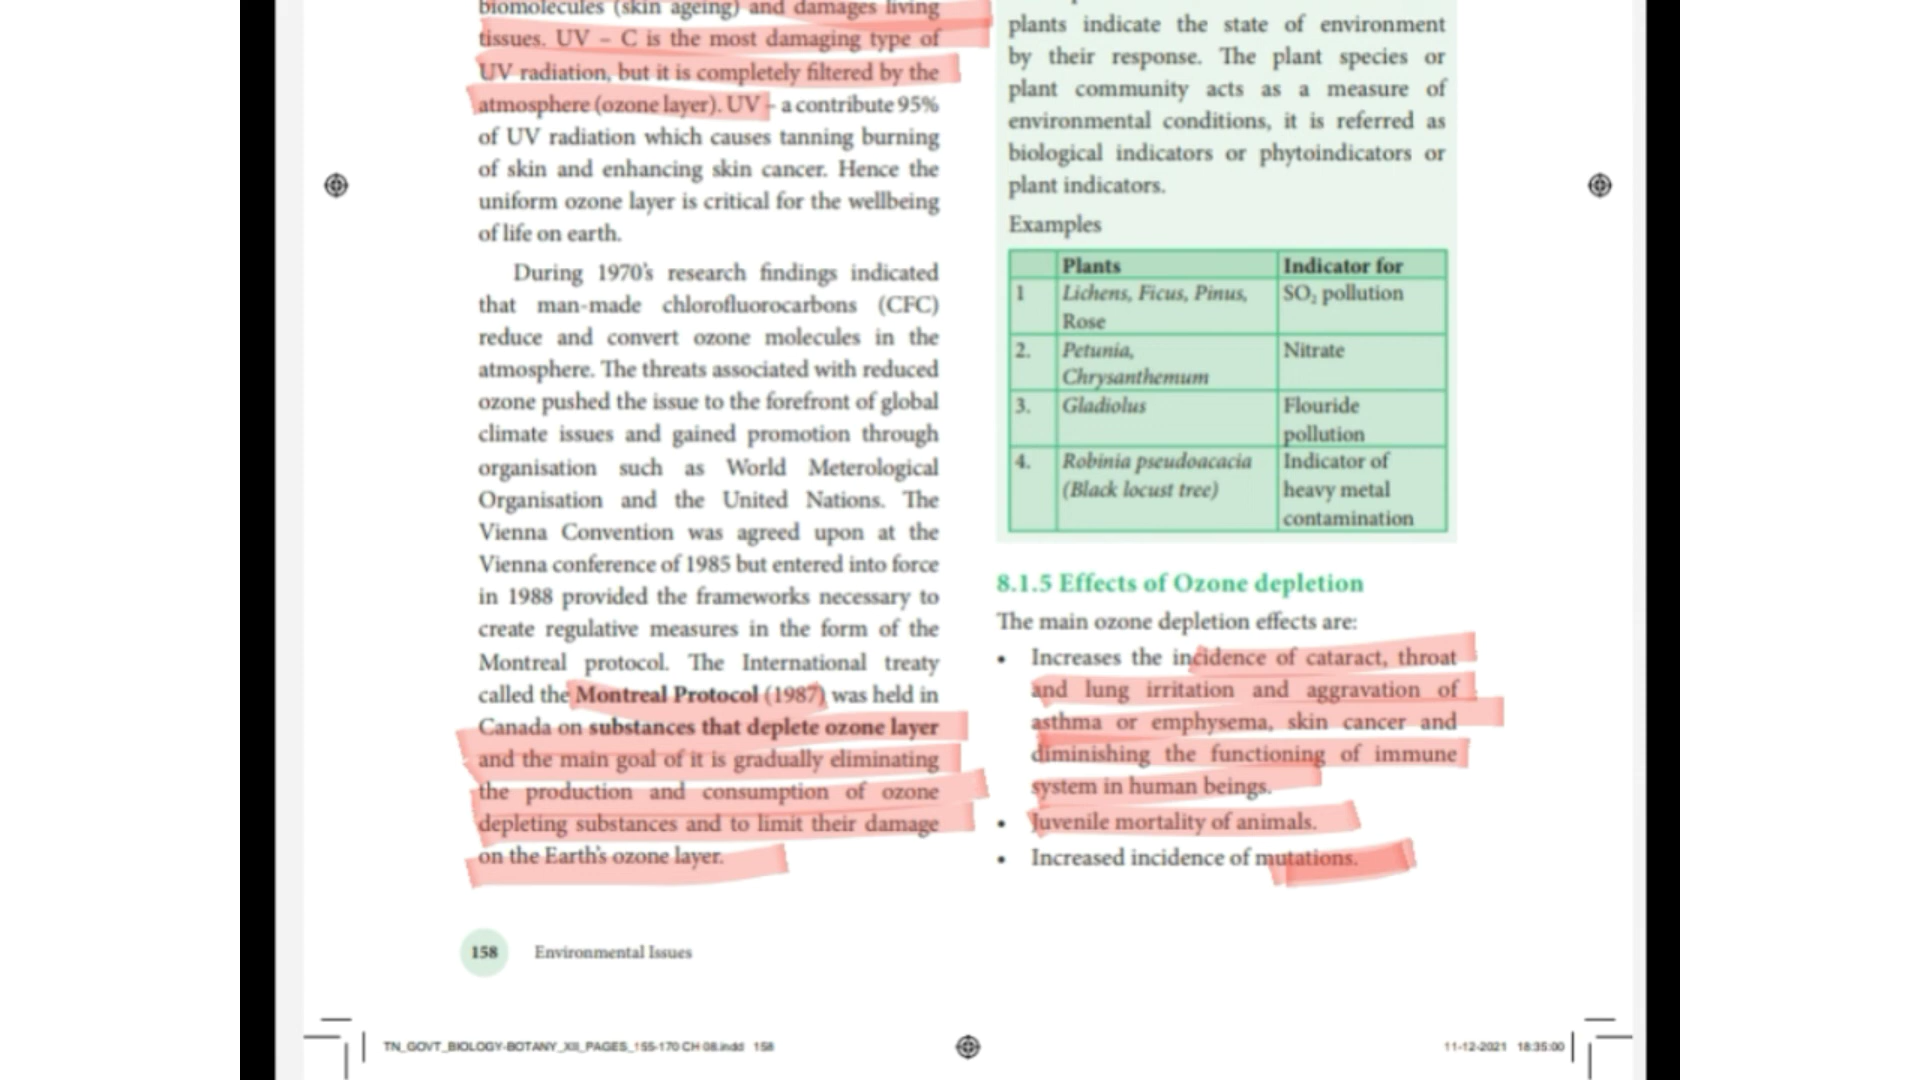 biomolecules (skin ageing) and damages living
tissues. UV – C is the most damaging type of
UV radiation, but it is completely filtered by the
atmosphere (ozone layer). UV – a contribute 95%
of UV radiation which causes tanning burning
of skin and enhancing skin cancer. Hence the
uniform ozone layer is critical for the wellbeing
of life on earth.
During 1970's research findings indicated
that man-made chlorofluorocarbons (CFC)
reduce and convert ozone molecules in the
atmosphere. The threats associated with reduced
ozone pushed the issue to the forefront of global
climate issues and gained promotion through
organisation such as World Meterological
Organisation and the United Nations. The
Vienna Convention was agreed upon at the
Vienna conference of 1985 but entered into force
in 1988 provided the frameworks necessary to
create regulative measures in the form of the
Montreal protocol. The International treaty
called the Montreal Protocol (1987) was held in
Canada on substances that deplete ozone layer
and the main goal of it is gradually eliminating
the production and consumption of ozone
depleting substances and to limit their damage
on the Earth's ozone layer.
plants indicate the state of environment
by their response. The plant species or
plant community acts as a measure of
environmental conditions, it is referred as
biological indicators or phytoindicators or
plant indicators.
Examples
Plants Indicator for
1 Lichens, Ficus, Pinus, SO₂ pollution
Rose
2. Petunia, Nitrate
Chrysanthemum
3. Gladiolus Flouride
pollution
4. Robinia pseudoacacia Indicator of
(Black locust tree) heavy metal
contamination
8.1.5 Effects of Ozone depletion
The main ozone depletion effects are:
• Increases the incidence of cataract, throat
and lung irritation and aggravation of
asthma or emphysema, skin cancer and
diminishing the functioning of immune
system in human beings.
• Juvenile mortality of animals.
• Increased incidence of mutations.
158 Environmental Issues
TN_GOVT_BIOLOGY-BOTANY_XII_PAGES_155-170 CH 08.indd 158
11-12-2021 18:35:00